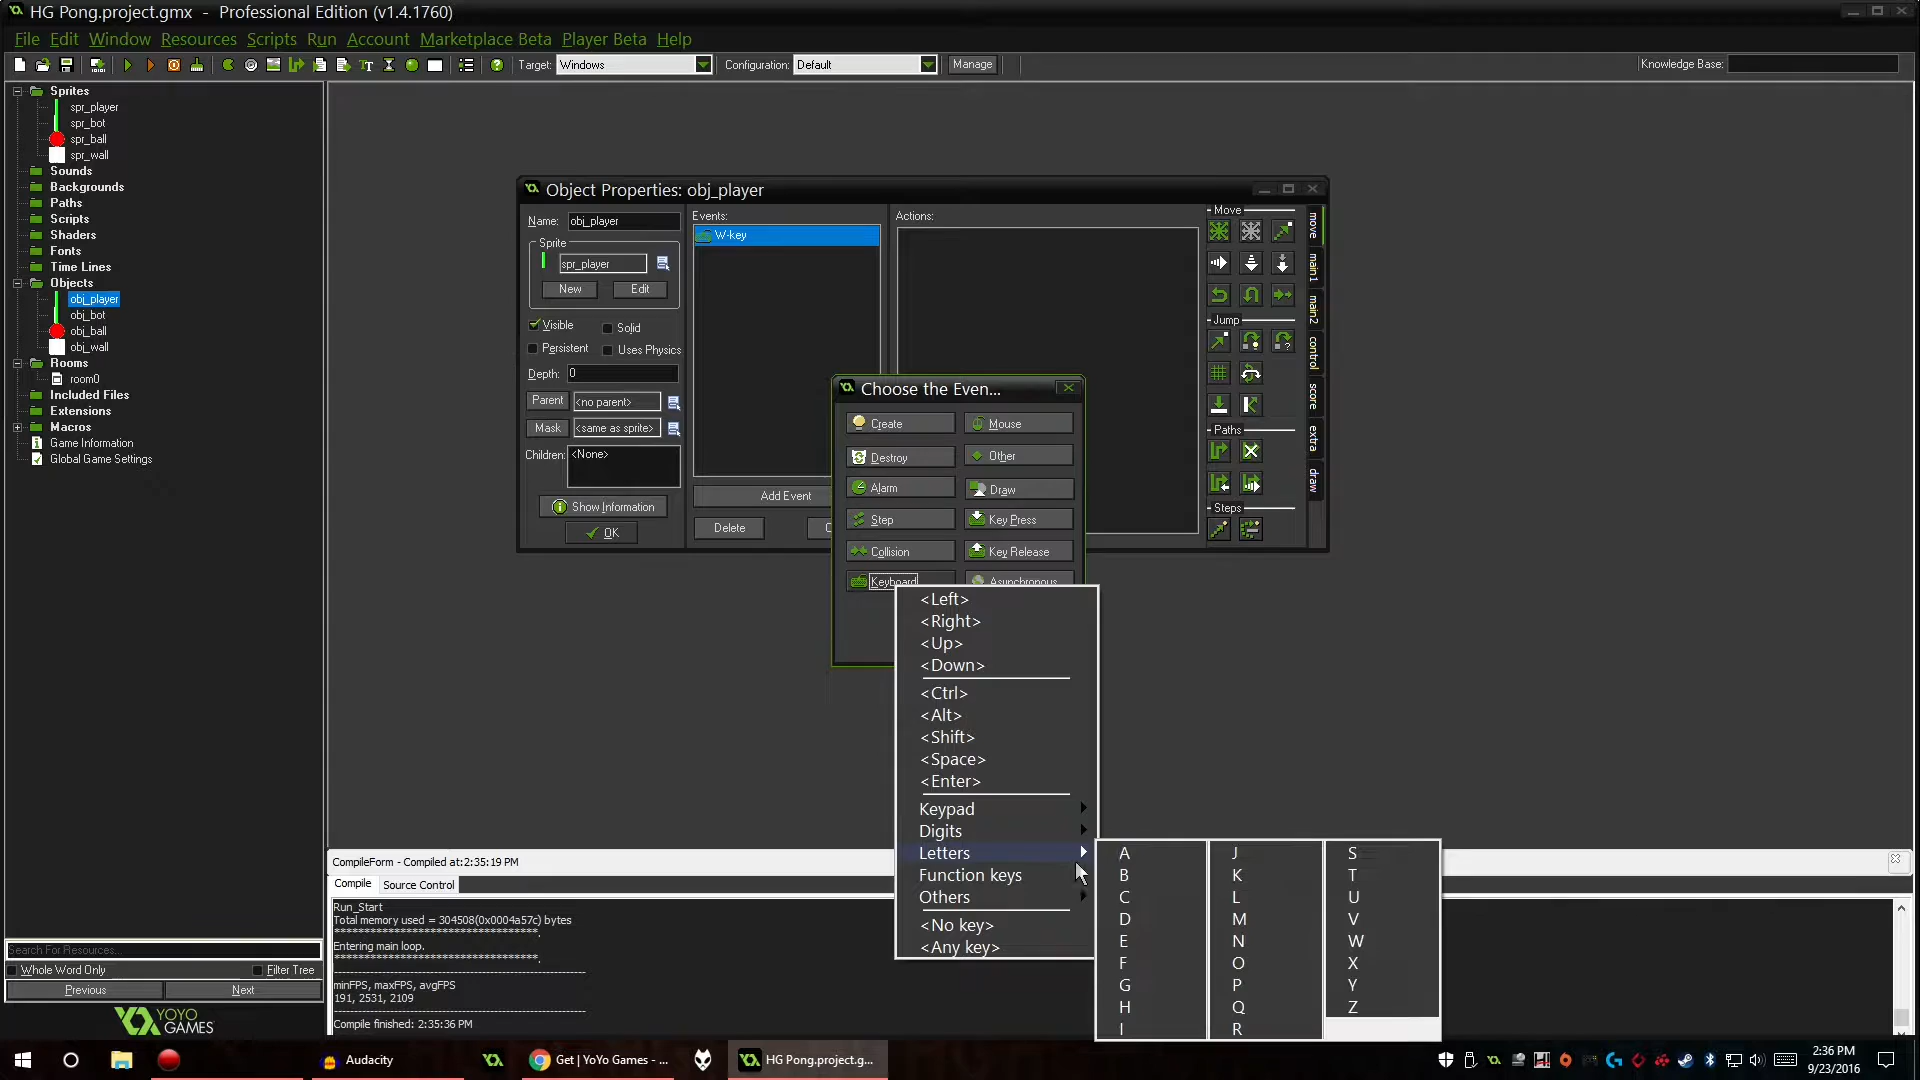 HG Pong.project.gmx - Professional Edition (v1.4.1760)
File Edit Window Resources Scripts Run Account Marketplace Beta Player Beta Help
Target: Windows Configuration: Default Manage Knowledge Base:
Sprites
spr_player
spr_bot
spr_ball
spr_wall
Sounds
Backgrounds
Paths
Scripts
Shaders
Fonts
Time Lines
Objects
obj_player
obj_bot
obj_ball
obj_wall
Rooms
room0
Included Files
Extensions
Macros
Game Information
Global Game Settings
Search For Resources...
Whole Word Only Filter Tree
Previous Next
YOYO
GAMES
Object Properties: obj_player
Name: obj_player
Sprite
spr_player
New Edit
Visible Solid
Persistent Uses Physics
Depth: 0
Parent <no parent>
Mask <same as sprite>
Children: <None>
Show Information
OK
Events:
W-key
Add Event
Delete
Actions:
Move
Jump
Paths
Steps
move
main1
main2
control
score
extra
draw
Choose the Even...
Create Mouse
Destroy Other
Alarm Draw
Step Key Press
Collision Key Release
Keyboard Asynchronous
<Left>
<Right>
<Up>
<Down>
<Ctrl>
<Alt>
<Shift>
<Space>
<Enter>
Keypad
Digits
Letters
Function keys
Others
<No key>
<Any key>
A J S
B K T
C L U
D M V
E N W
F O X
G P Y
H Q Z
I R
CompileForm - Compiled at:2:35:19 PM
Compile Source Control
Run_Start
Total memory used = 304508(0x0004a57c) bytes
Entering main loop.
minFPS, maxFPS, avgFPS
191, 2531, 2109
Compile finished: 2:35:36 PM
Audacity
Get | YoYo Games - ...
HG Pong.project.g...
2:36 PM
9/23/2016